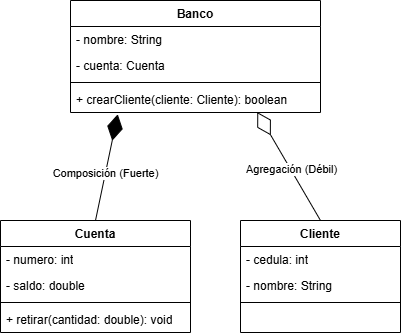 Banco
- nombre: String
- cuenta: Cuenta
+ crearCliente(cliente: Cliente): boolean
Composición (Fuerte)
Agregación (Débil)
Cuenta
- numero: int
- saldo: double
+ retirar(cantidad: double): void
Cliente
- cedula: int
- nombre: String